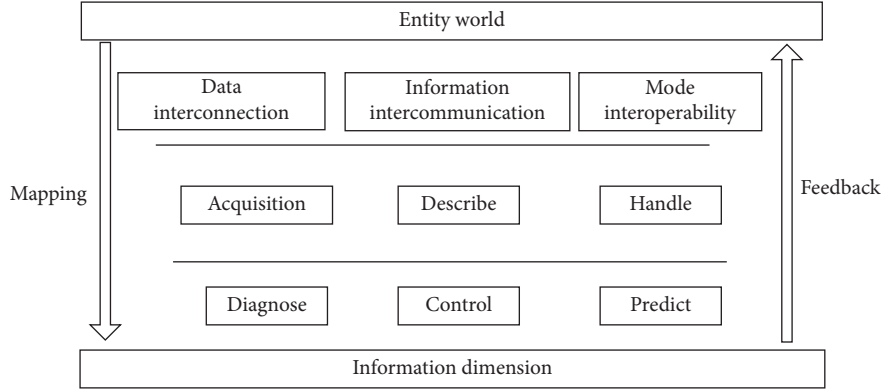 Entity world
Data
interconnection
Information
intercommunication
Mode
interoperability
Mapping
Feedback
Acquisition
Describe
Handle
Diagnose
Control
Predict
Information dimension